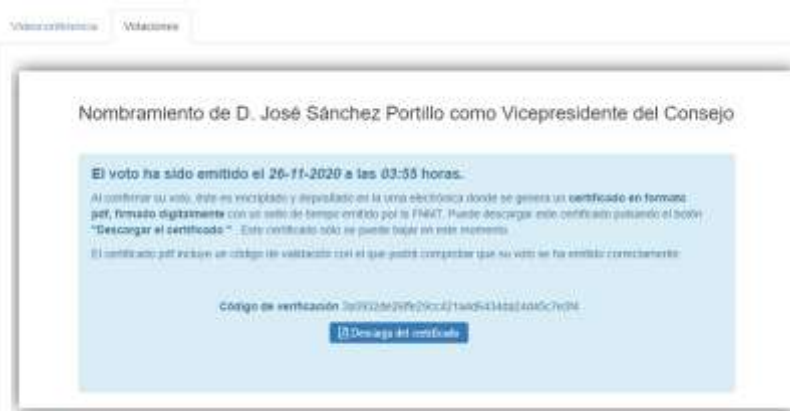 Videoconferencia Votaciones
Nombramiento de D. José Sánchez Portillo como Vicepresidente del Consejo
El voto ha sido emitido el 26-11-2020 a las 03:55 horas.
Al confirmar su voto, éste es encriptado y depositado en la urna electrónica donde se genera un certificado en formato
pdf, firmado digitalmente con un sello de tiempo emitido por la FNMT. Puede descargar este certificado pulsando el botón
"Descargar el certificado ". Este certificado sólo se puede bajar en este momento.
El certificado pdf incluye un código de validación con el que podrá comprobar que su voto se ha emitido correctamente.
Código de verificación
Descarga del certificado